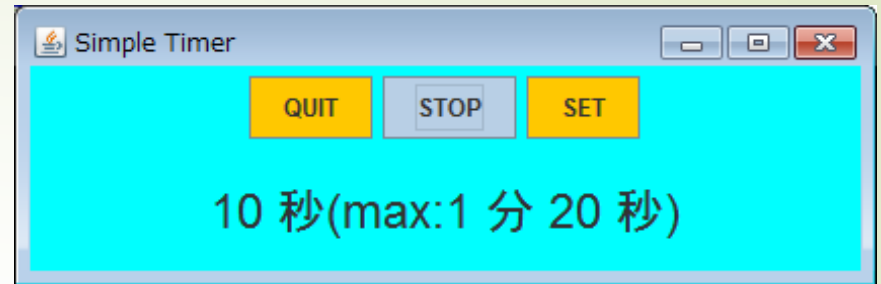 Simple Timer
QUIT STOP SET
10 秒(max:1 分 20 秒)